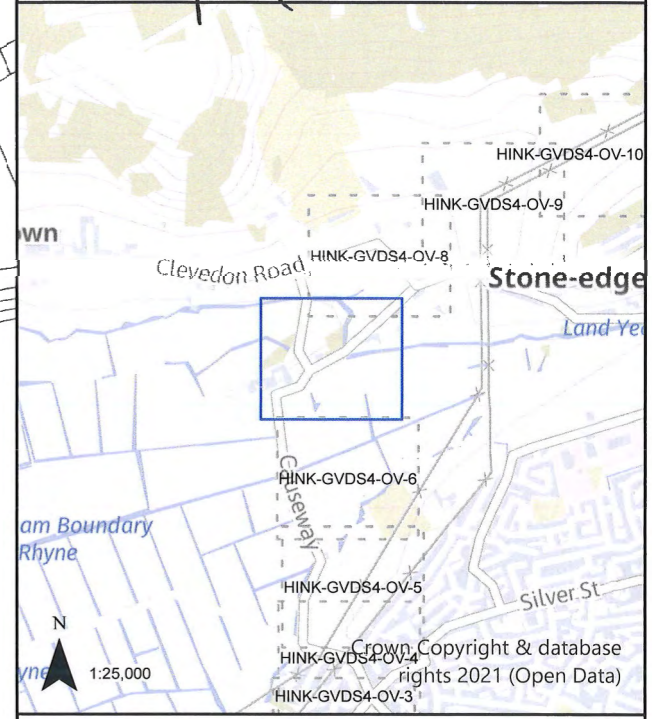 HINK-GVDS4-OV-10
HINK-GVDS4-OV-9
own
HINK-GVDS4-OV-8
Clevedon Road
Stone-edge
Land Yeo
HINK-GVDS4-OV-6
Causeway
am Boundary
Rhyne
HINK-GVDS4-OV-5
Silver St
N
Crown Copyright & database
HINK-GVDS4-OV-4
rights 2021 (Open Data)
yne
1:25,000
HINK-GVDS4-OV-3